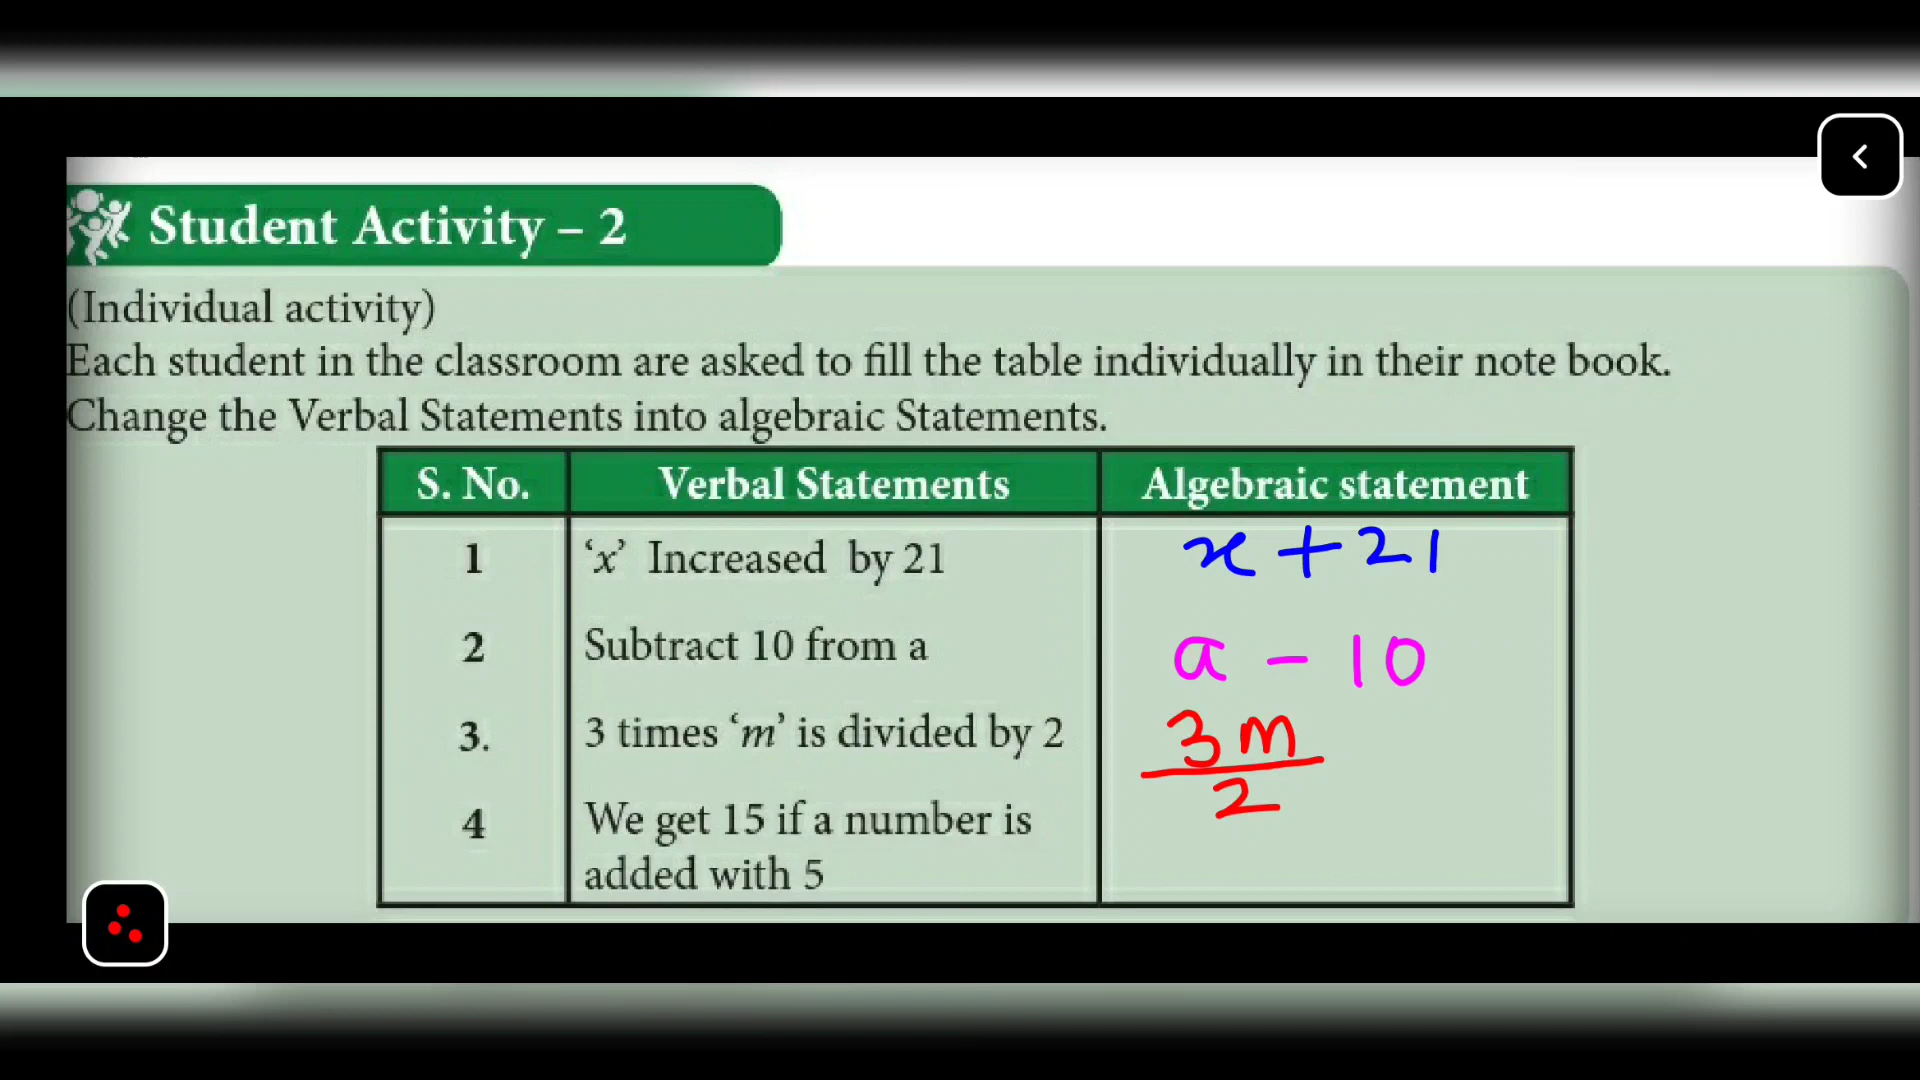 Student Activity – 2
(Individual activity)
Each student in the classroom are asked to fill the table individually in their note book.
Change the Verbal Statements into algebraic Statements.
S. No. Verbal Statements Algebraic statement
1 ‘x’ Increased by 21 x + 21
2 Subtract 10 from a a - 10
3. 3 times ‘m’ is divided by 2 3m/2
4 We get 15 if a number is
added with 5